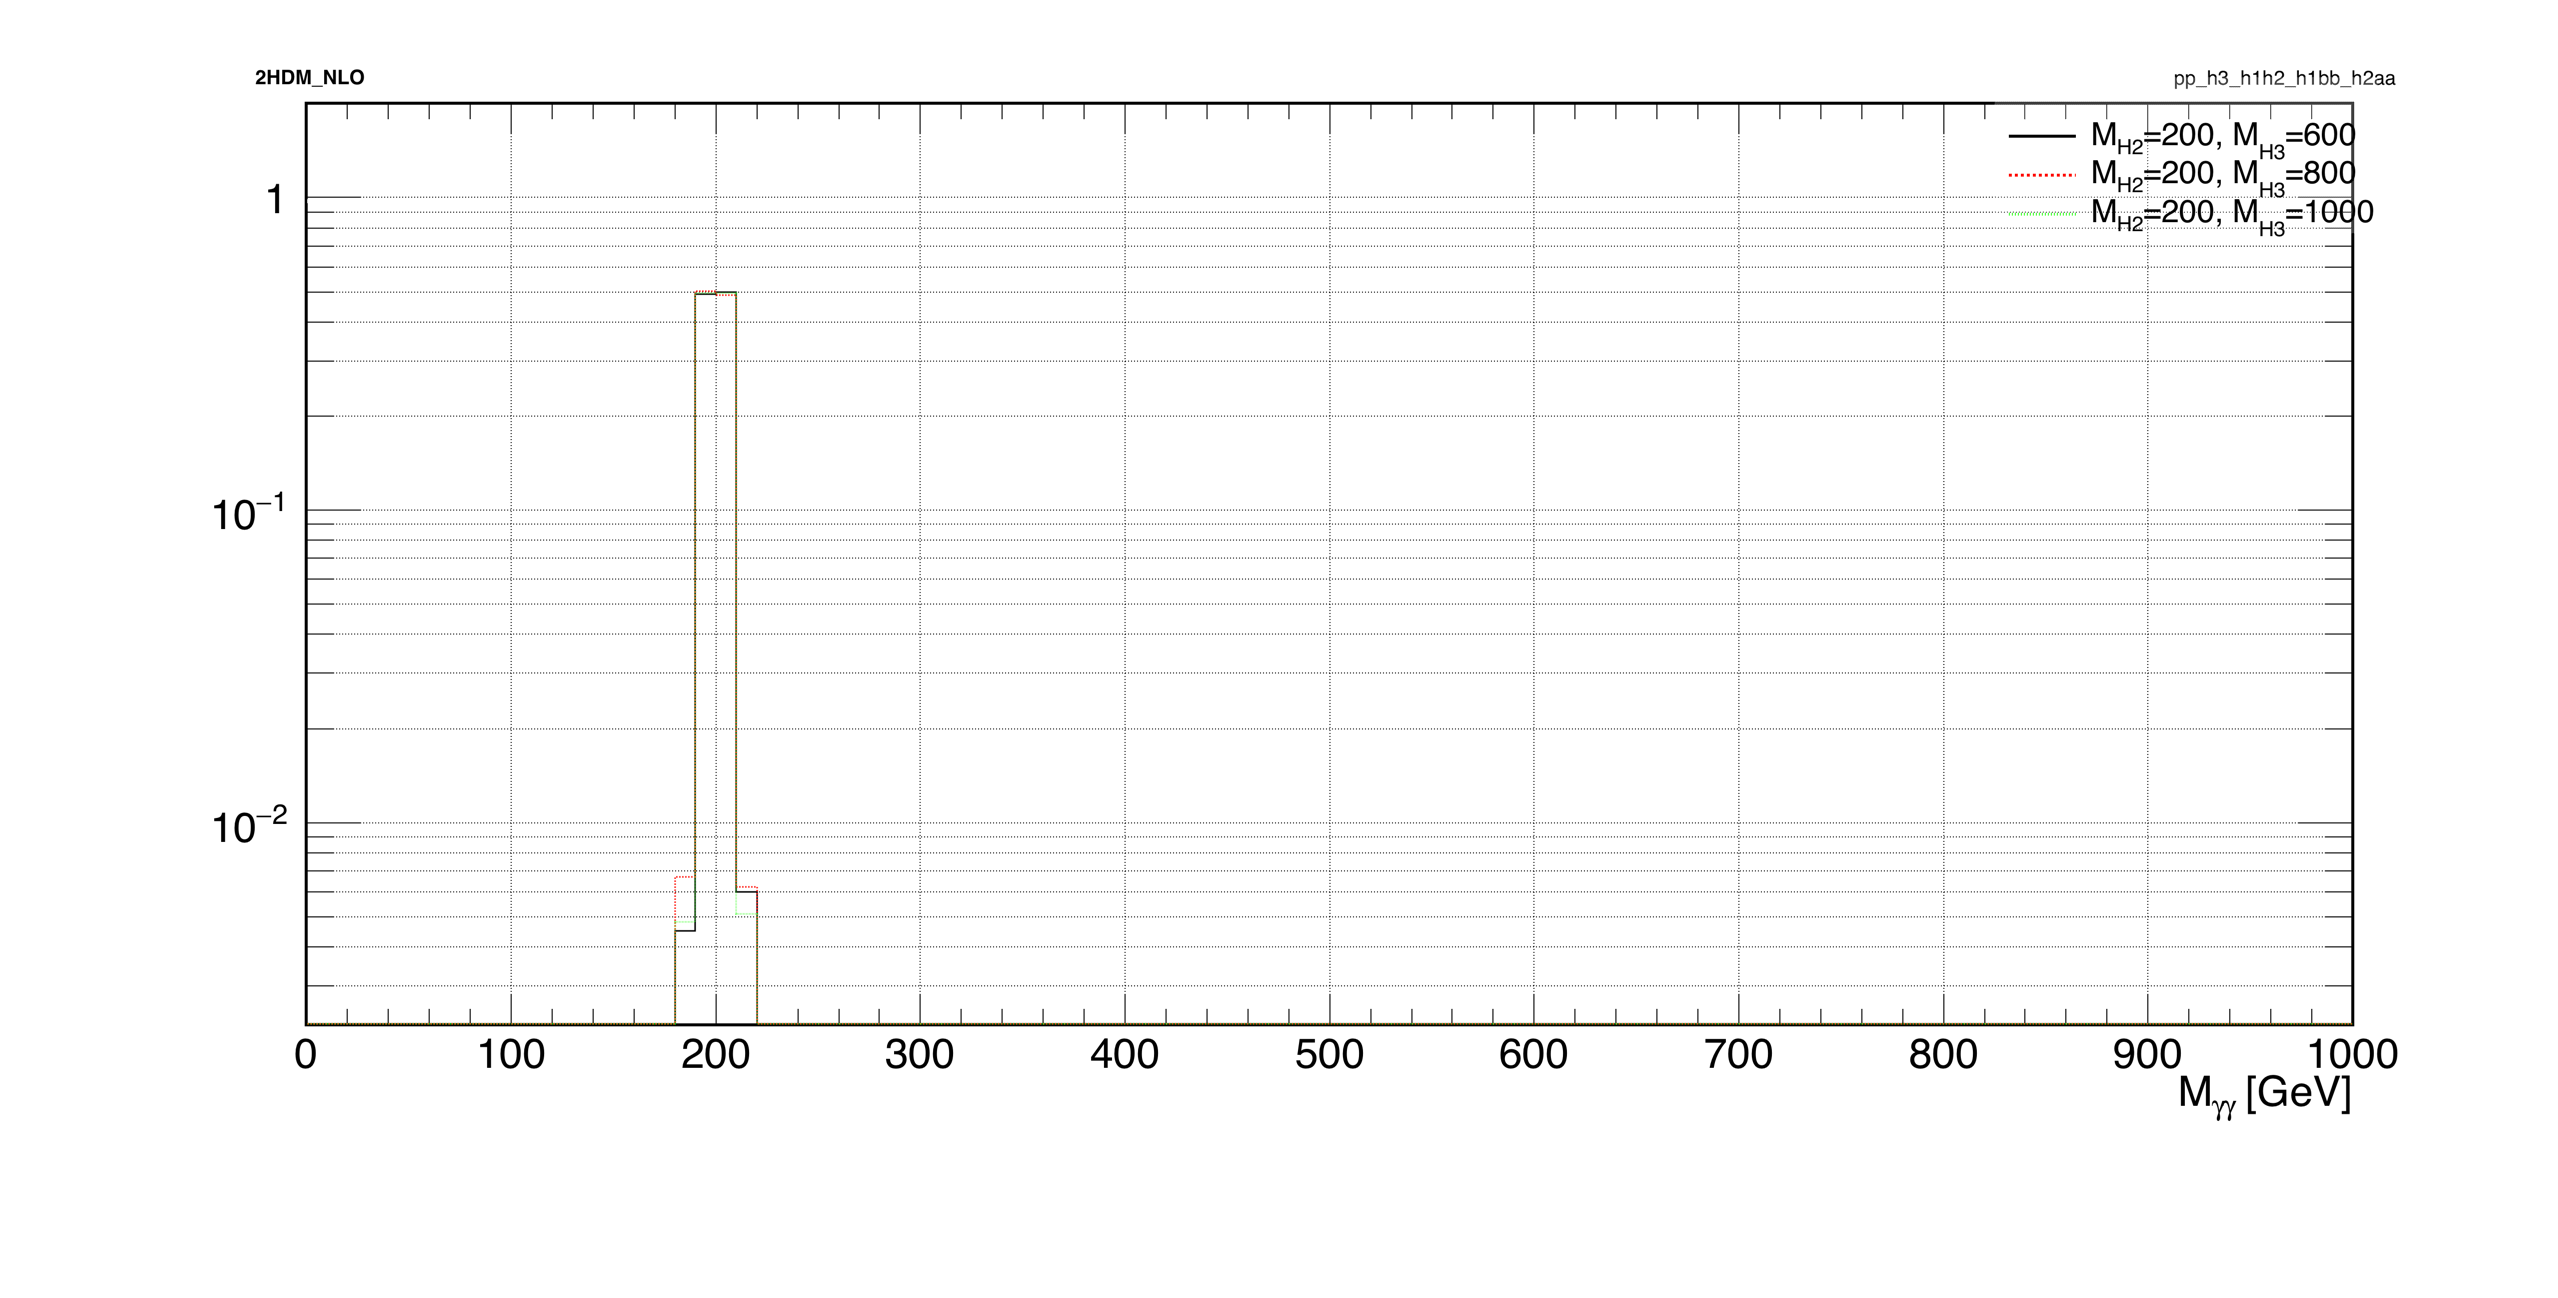 2HDM_NLO
pp_h3_h1h2_h1bb_h2aa
M_H2=200, M_H3=600
M_H2=200, M_H3=800
M_H2=200, M_H3=1000
1
10⁻¹
10⁻²
0 100 200 300 400 500 600 700 800 900 1000
M_γγ [GeV]